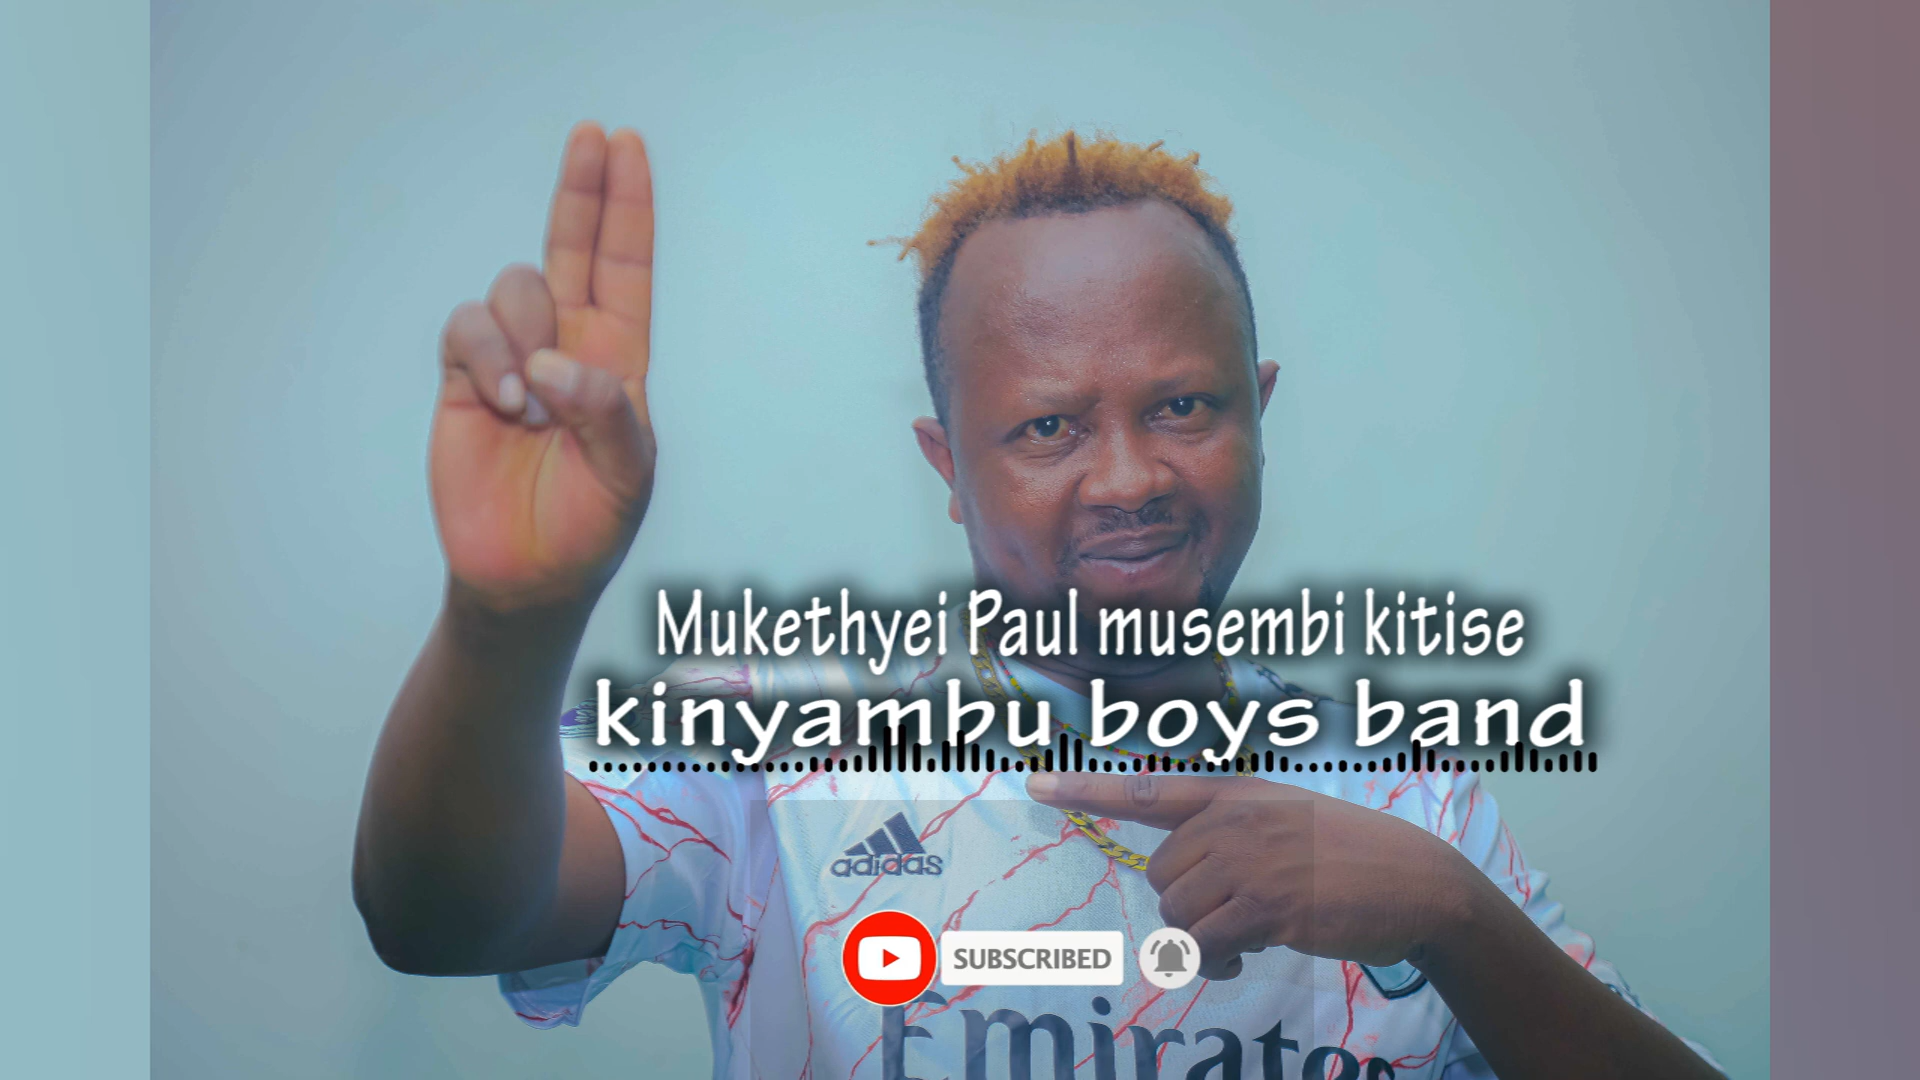 Mukethyei Paul musembi kitise
kinyambu boys band
adidas
SUBSCRIBED
Emirates